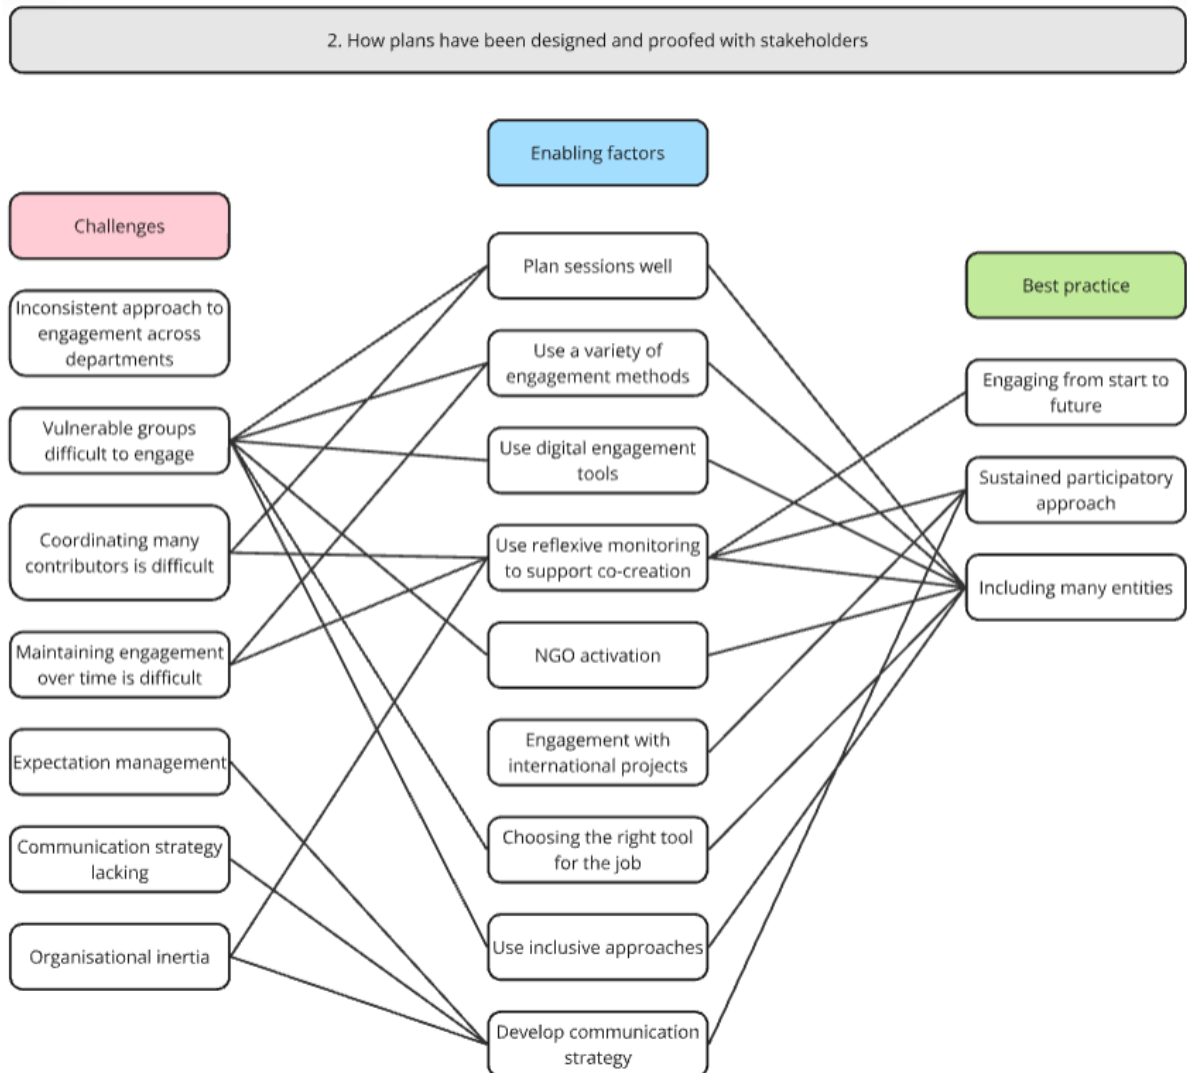 2. How plans have been designed and proofed with stakeholders
Challenges
Inconsistent approach to
engagement across
departments
Vulnerable groups
difficult to engage
Coordinating many
contributors is difficult
Maintaining engagement
over time is difficult
Expectation management
Communication strategy
lacking
Organisational inertia
Enabling factors
Plan sessions well
Use a variety of
engagement methods
Use digital engagement
tools
Use reflexive monitoring
to support co-creation
NGO activation
Engagement with
international projects
Choosing the right tool
for the job
Use inclusive approaches
Develop communication
strategy
Best practice
Engaging from start to
future
Sustained participatory
approach
Including many entities